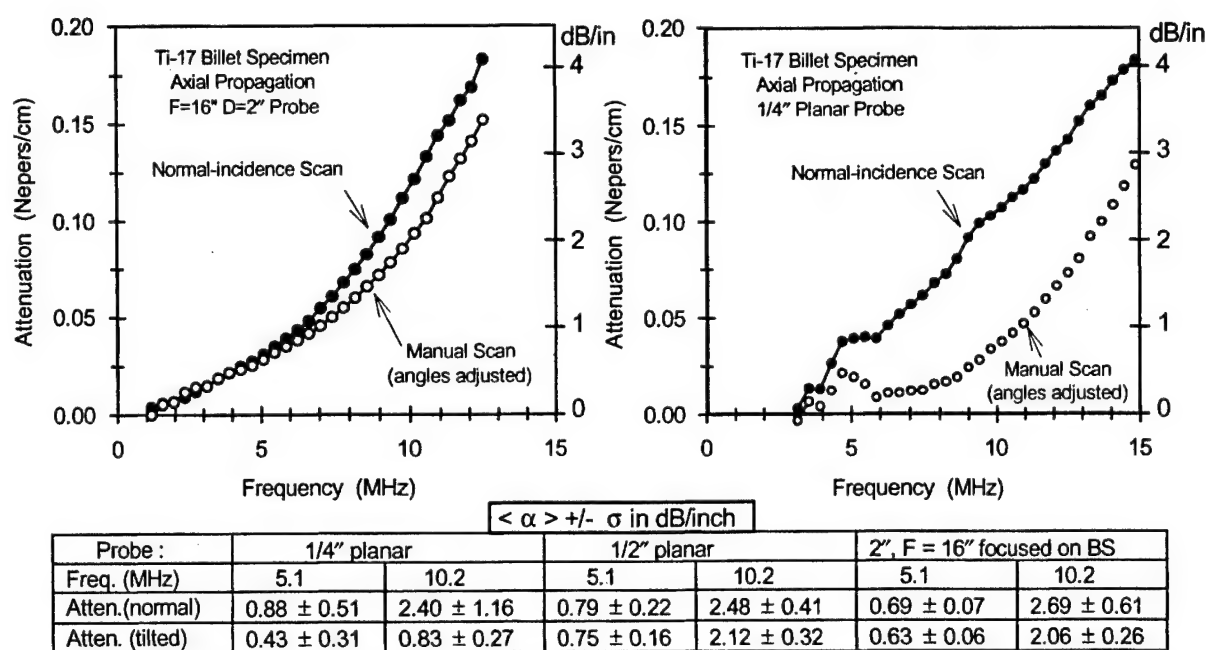 0.20
0.15
0.10
0.05
0.00
Attenuation (Nepers/cm)
Ti-17 Billet Specimen
Axial Propagation
F=16" D=2" Probe
Normal-incidence Scan
Manual Scan
(angles adjusted)
dB/in
4
3
2
1
0
0 5 10 15
Frequency (MHz)
0.20
0.15
0.10
0.05
0.00
Attenuation (Nepers/cm)
Ti-17 Billet Specimen
Axial Propagation
1/4" Planar Probe
Normal-incidence Scan
Manual Scan
(angles adjusted)
dB/in
4
3
2
1
0
0 5 10 15
Frequency (MHz)
< α > +/- σ in dB/inch
Probe : 1/4" planar 1/2" planar 2", F = 16" focused on BS
Freq. (MHz) 5.1 10.2 5.1 10.2 5.1 10.2
Atten.(normal) 0.88 ± 0.51 2.40 ± 1.16 0.79 ± 0.22 2.48 ± 0.41 0.69 ± 0.07 2.69 ± 0.61
Atten. (tilted) 0.43 ± 0.31 0.83 ± 0.27 0.75 ± 0.16 2.12 ± 0.32 0.63 ± 0.06 2.06 ± 0.26